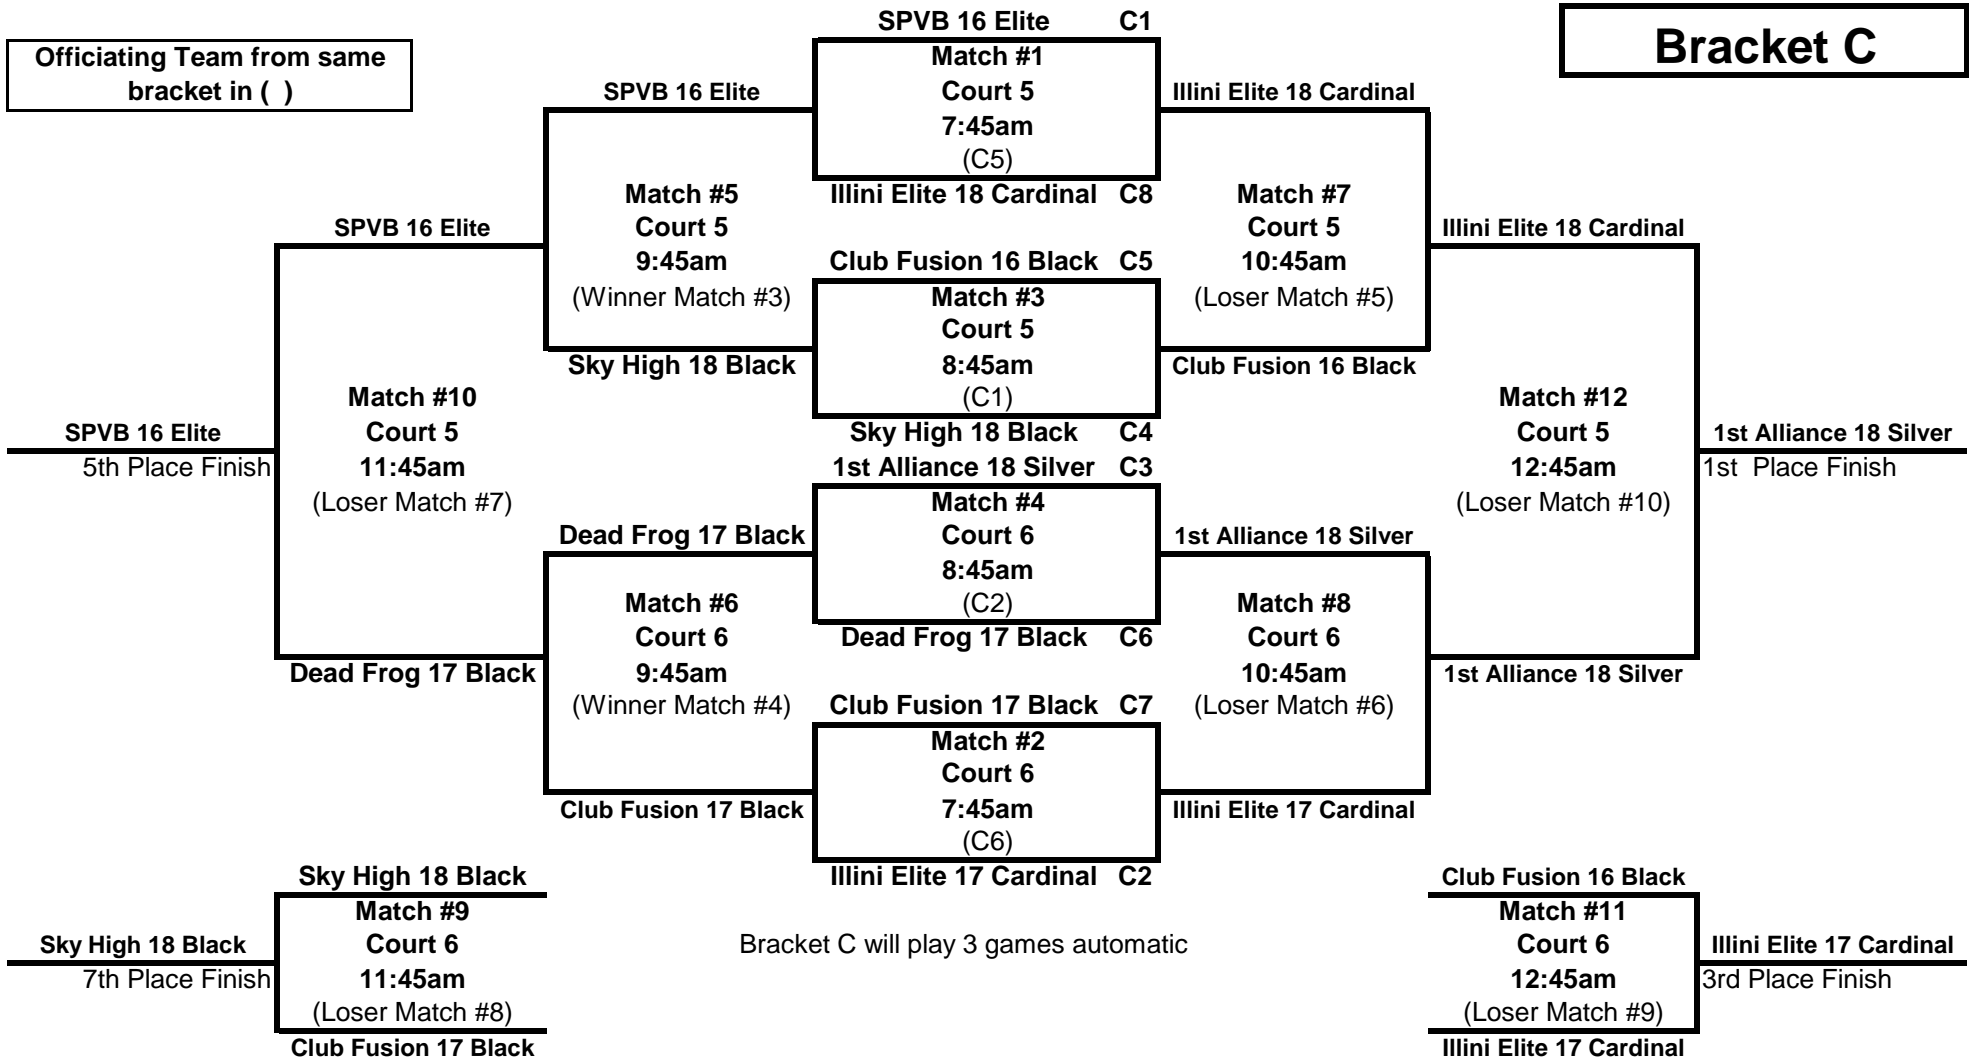 SPVB 16 Elite C1
Bracket C
Officiating Team from same
bracket in ( )
Match #1
Court 5
7:45am
(C5)
SPVB 16 Elite
Illini Elite 18 Cardinal
Illini Elite 18 Cardinal C8
Match #5
Court 5
9:45am
(Winner Match #3)
Match #7
Court 5
10:45am
(Loser Match #5)
SPVB 16 Elite
Illini Elite 18 Cardinal
Club Fusion 16 Black C5
Match #3
Court 5
8:45am
(C1)
Sky High 18 Black
Club Fusion 16 Black
Sky High 18 Black C4
Match #10
Court 5
11:45am
(Loser Match #7)
Match #12
Court 5
12:45am
(Loser Match #10)
SPVB 16 Elite
5th Place Finish
1st Alliance 18 Silver
1st  Place Finish
1st Alliance 18 Silver C3
Match #4
Court 6
8:45am
(C2)
Dead Frog 17 Black
1st Alliance 18 Silver
Dead Frog 17 Black C6
Match #6
Court 6
9:45am
(Winner Match #4)
Match #8
Court 6
10:45am
(Loser Match #6)
Dead Frog 17 Black
1st Alliance 18 Silver
Club Fusion 17 Black C7
Match #2
Court 6
7:45am
(C6)
Club Fusion 17 Black
Illini Elite 17 Cardinal
Illini Elite 17 Cardinal C2
Sky High 18 Black
Match #9
Court 6
11:45am
(Loser Match #8)
Club Fusion 17 Black
Sky High 18 Black
7th Place Finish
Bracket C will play 3 games automatic
Club Fusion 16 Black
Match #11
Court 6
12:45am
(Loser Match #9)
Illini Elite 17 Cardinal
Illini Elite 17 Cardinal
3rd Place Finish